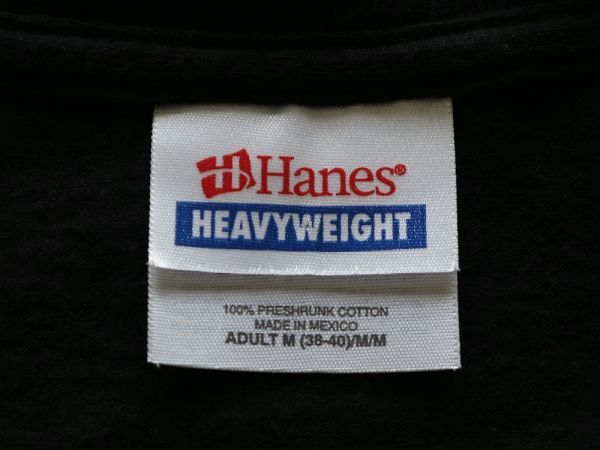 H Hanes®
HEAVYWEIGHT
100% PRESHRUNK COTTON
MADE IN MEXICO
ADULT M (38-40)/M/M